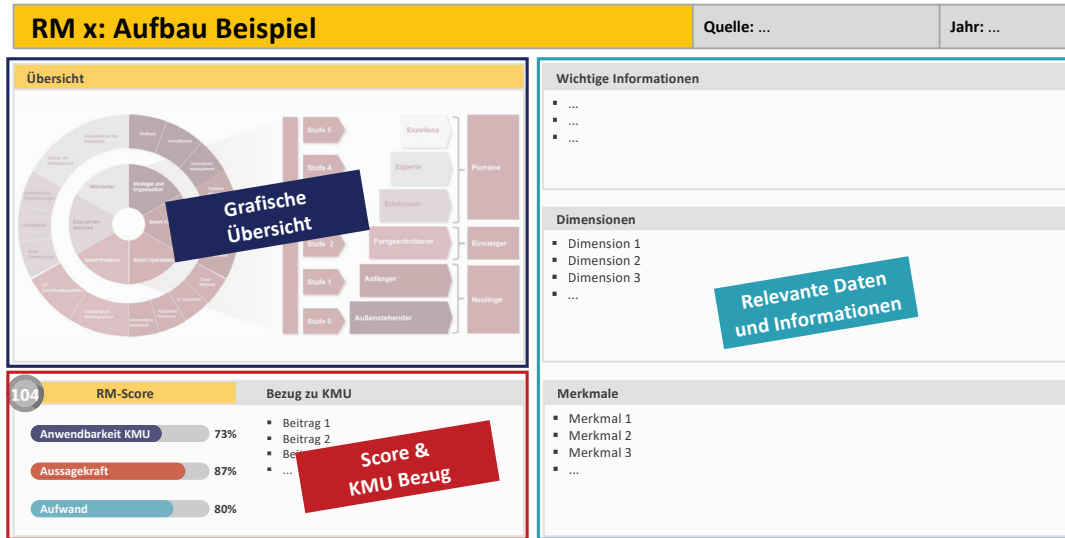 RM x: Aufbau Beispiel
Quelle: ...
Jahr: ...
Übersicht
Strategie
Mitarbeiter
Strategie und
Organisation
Smart Products
Smart Operations
Stufe 5
Exzellenz
Stufe 4
Experte
Pioniere
Erfahrener
Stufe 2
Fortgeschrittener
Einsteiger
Stufe 1
Anfänger
Neulinge
Stufe 0
Außenstehender
Grafische
Übersicht
104
RM-Score
Bezug zu KMU
Anwendbarkeit KMU
73%
Aussagekraft
87%
Aufwand
80%
▪ Beitrag 1
▪ Beitrag 2
▪ ...
Score &
KMU Bezug
Wichtige Informationen
▪ ...
▪ ...
▪ ...
Dimensionen
▪ Dimension 1
▪ Dimension 2
▪ Dimension 3
▪ ...
Relevante Daten
und Informationen
Merkmale
▪ Merkmal 1
▪ Merkmal 2
▪ Merkmal 3
▪ ...